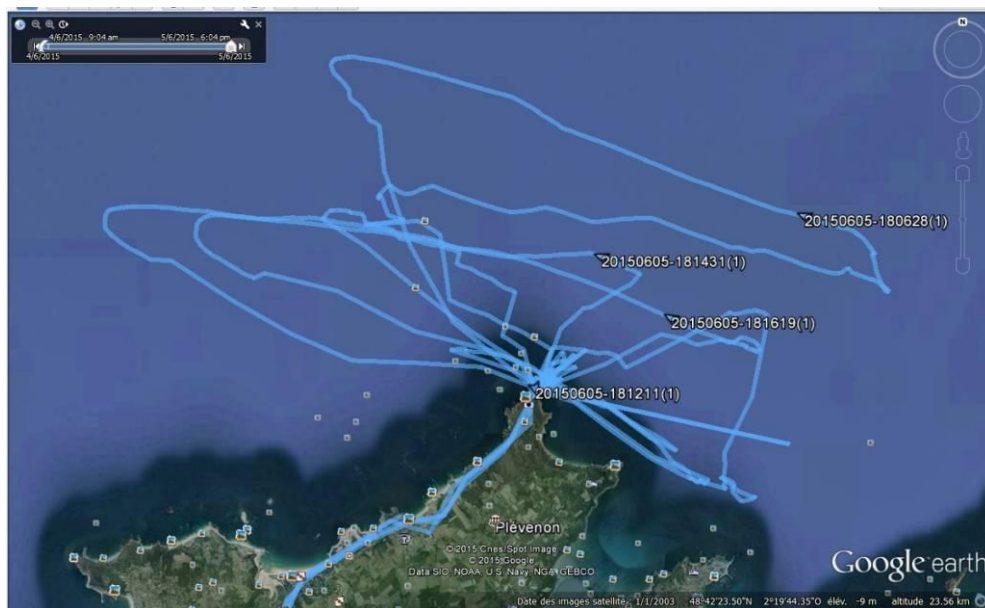 4/6/2015 9:04 am 5/6/2015 6:04 pm
4/6/2015 5/6/2015
N
20150605-180628(1)
20150605-181431(1)
20150605-181619(1)
20150605-181211(1)
Plévenon
© 2015 Cnes/Spot Image
© 2015 Google
Data SIO, NOAA, U.S. Navy, NGA, GEBCO
Google earth
Date des images satellite : 1/1/2003 48°42'23.50"N 2°19'44.35"O élév. -9 m altitude 23.56 km